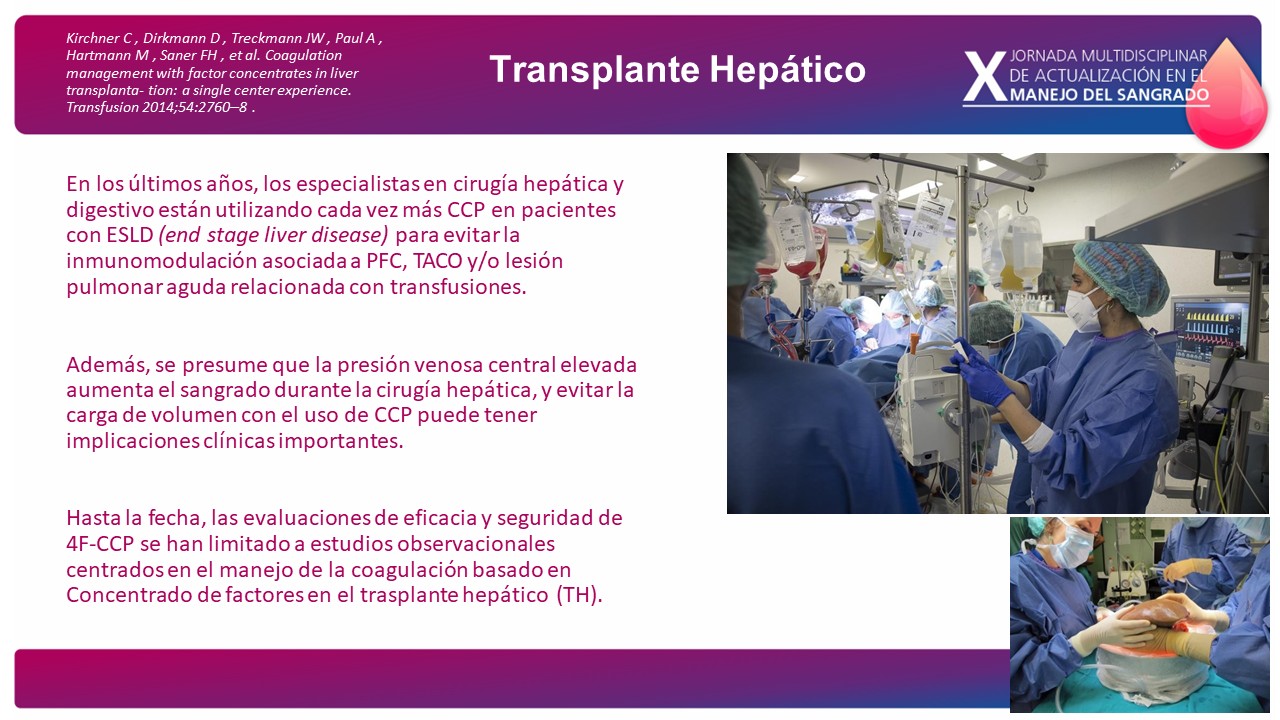 Kirchner C , Dirkmann D , Treckmann JW , Paul A ,
Hartmann M , Saner FH , et al. Coagulation
management with factor concentrates in liver
transplanta- tion: a single center experience.
Transfusion 2014;54:2760–8 .
Transplante Hepático
X JORNADA MULTIDISCIPLINAR
DE ACTUALIZACIÓN EN EL
MANEJO DEL SANGRADO
En los últimos años, los especialistas en cirugía hepática y
digestivo están utilizando cada vez más CCP en pacientes
con ESLD (end stage liver disease) para evitar la
inmunomodulación asociada a PFC, TACO y/o lesión
pulmonar aguda relacionada con transfusiones.
Además, se presume que la presión venosa central elevada
aumenta el sangrado durante la cirugía hepática, y evitar la
carga de volumen con el uso de CCP puede tener
implicaciones clínicas importantes.
Hasta la fecha, las evaluaciones de eficacia y seguridad de
4F-CCP se han limitado a estudios observacionales
centrados en el manejo de la coagulación basado en
Concentrado de factores en el trasplante hepático (TH).